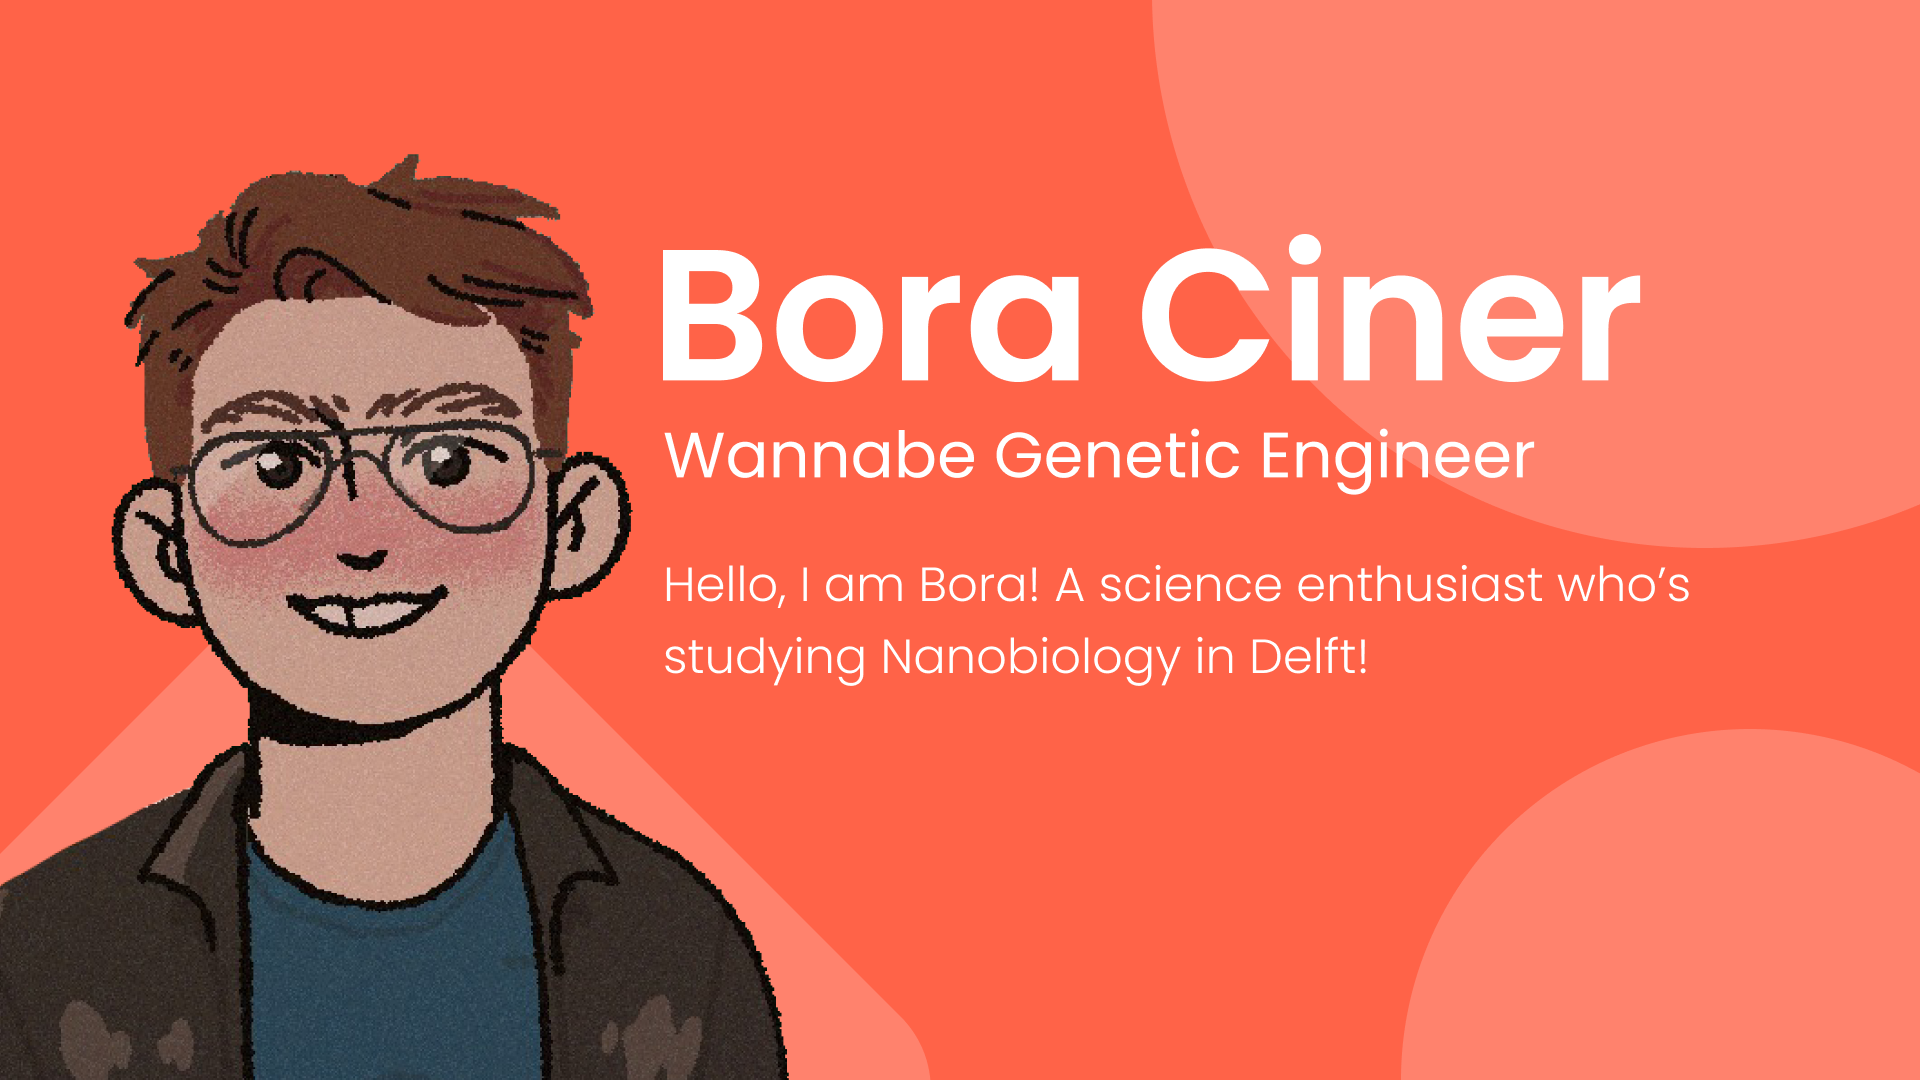 Bora Ciner
Wannabe Genetic Engineer
Hello, I am Bora! A science enthusiast who’s
studying Nanobiology in Delft!